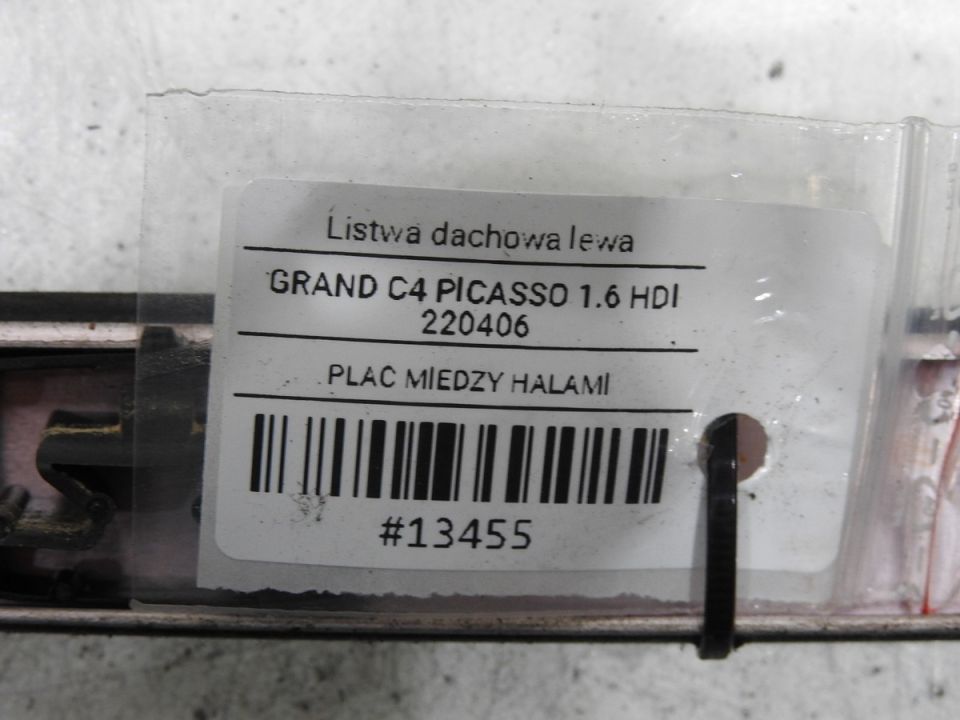 Listwa dachowa lewa
GRAND C4 PICASSO 1.6 HDI
220406
PLAC MIEDZY HALAMI
#13455